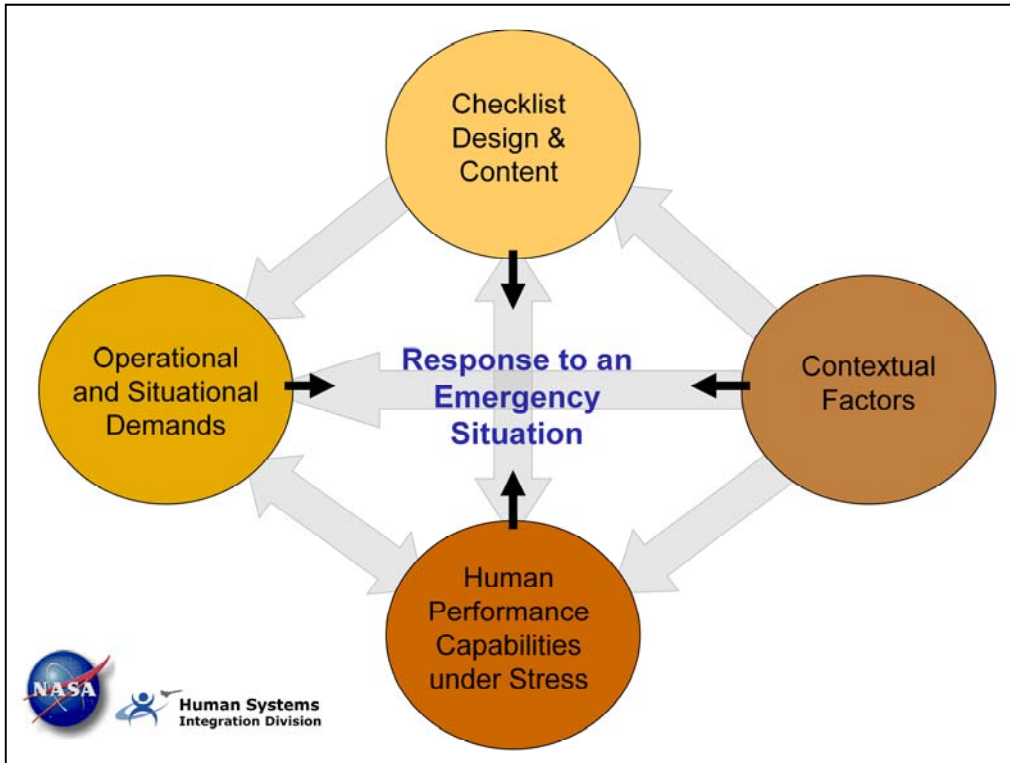 Checklist
Design &
Content
Operational
and Situational
Demands
Response to an
Emergency
Situation
Contextual
Factors
Human
Performance
Capabilities
under Stress
NASA
Human Systems
Integration Division